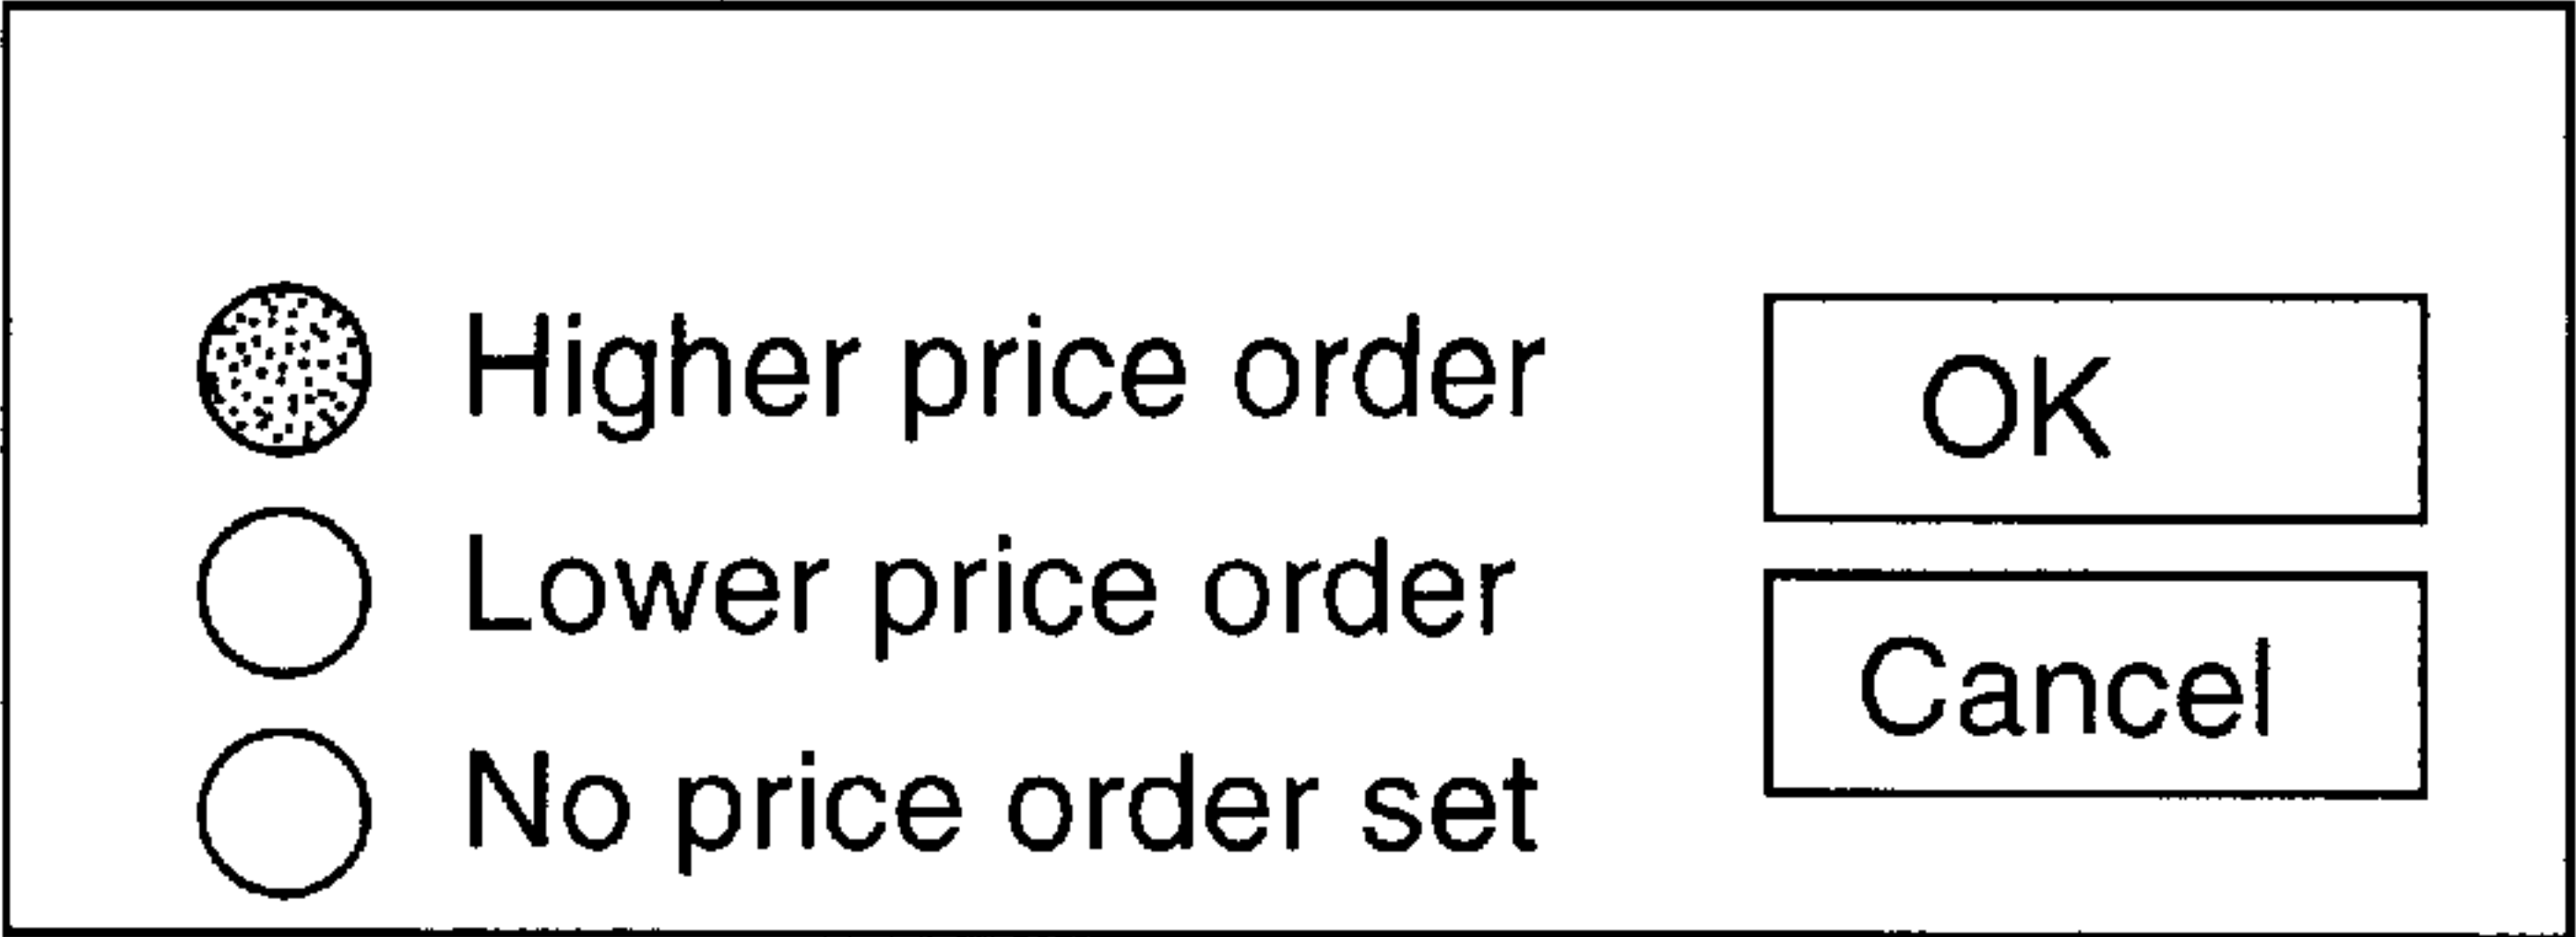 Higher price order
Lower price order
No price order set
OK
Cancel